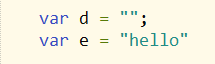 var d = "";
var e = "hello"